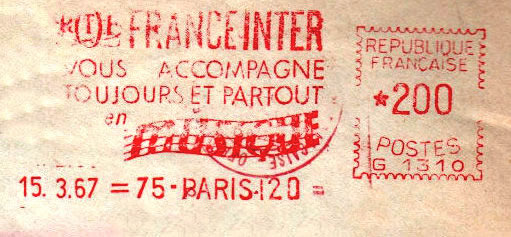 FRANCE INTER
VOUS ACCOMPAGNE
TOUJOURS ET PARTOUT
en
MUSIQUE
REPUBLIQUE
FRANÇAISE
*200
POSTES
G 1310
15.3.67 =75-PARIS 120 =